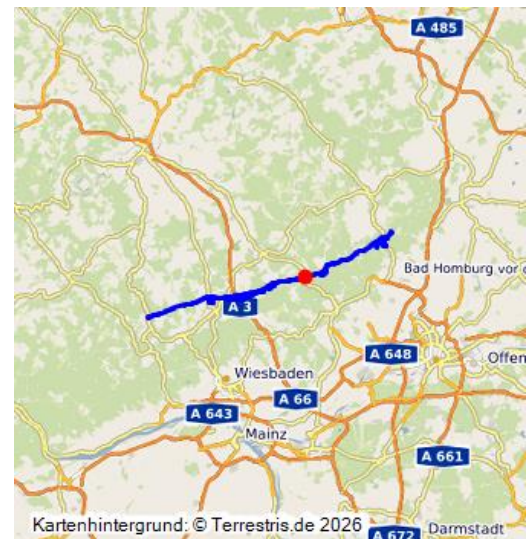 A 485
Bad Homburg vor d
A 3
A 648
Offen
Wiesbaden
A 66
A 643
Mainz
A 661
Kartenhintergrund: © Terrestris.de 2026
A 672
Darmstadt